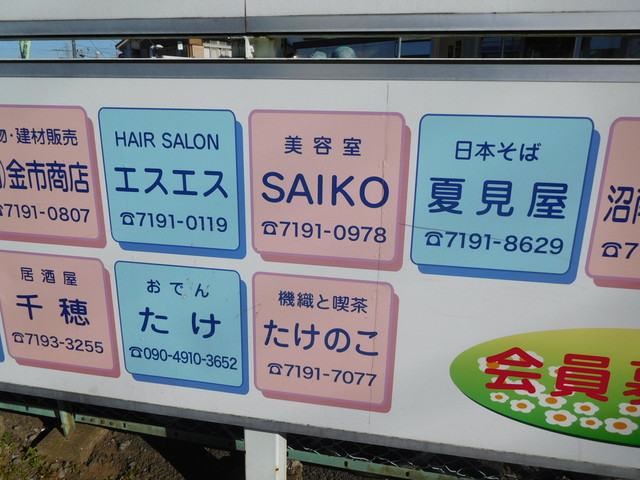 物・建材販売
金市商店
☎7191-0807
HAIR SALON
エスエス
☎7191-0119
美容室
SAIKO
☎7191-0978
日本そば
夏見屋
☎7191-8629
沼
☎7
居酒屋
千穂
☎7193-3255
おでん
たけ
☎090-4910-3652
機織と喫茶
たけのこ
☎7191-7077
会員